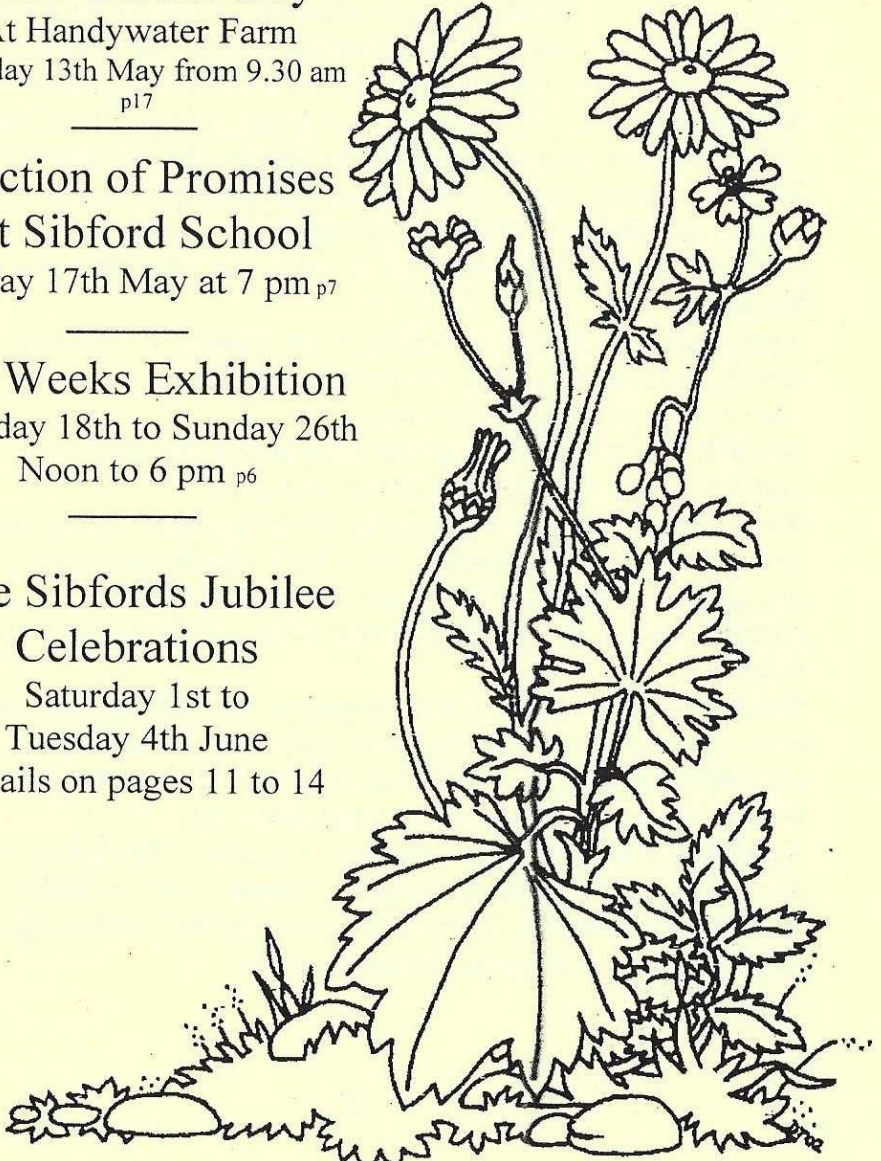 At Handywater Farm
day 13th May from 9.30 am
p17
ction of Promises
t Sibford School
ay 17th May at 7 pm p7
Weeks Exhibition
day 18th to Sunday 26th
Noon to 6 pm p6
e Sibfords Jubilee
Celebrations
Saturday 1st to
Tuesday 4th June
ails on pages 11 to 14